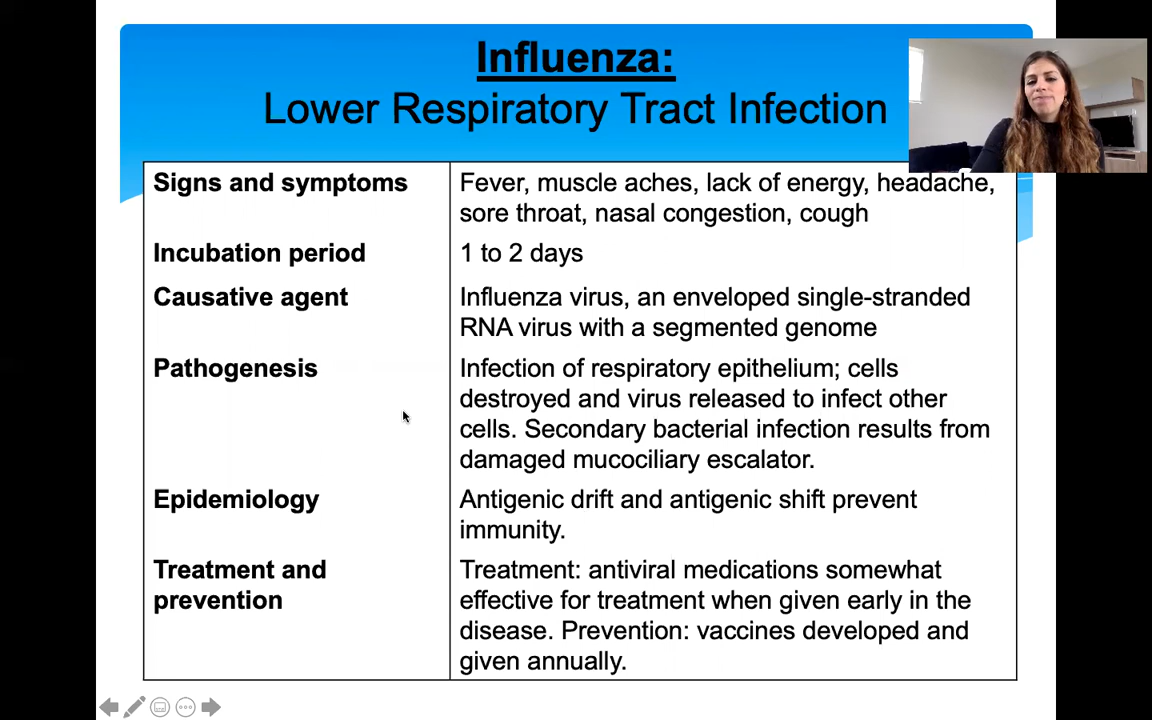 Influenza:
Lower Respiratory Tract Infection
Signs and symptoms
Fever, muscle aches, lack of energy, headache,
sore throat, nasal congestion, cough
Incubation period
1 to 2 days
Causative agent
Influenza virus, an enveloped single-stranded
RNA virus with a segmented genome
Pathogenesis
Infection of respiratory epithelium; cells
destroyed and virus released to infect other
cells. Secondary bacterial infection results from
damaged mucociliary escalator.
Epidemiology
Antigenic drift and antigenic shift prevent
immunity.
Treatment and
prevention
Treatment: antiviral medications somewhat
effective for treatment when given early in the
disease. Prevention: vaccines developed and
given annually.